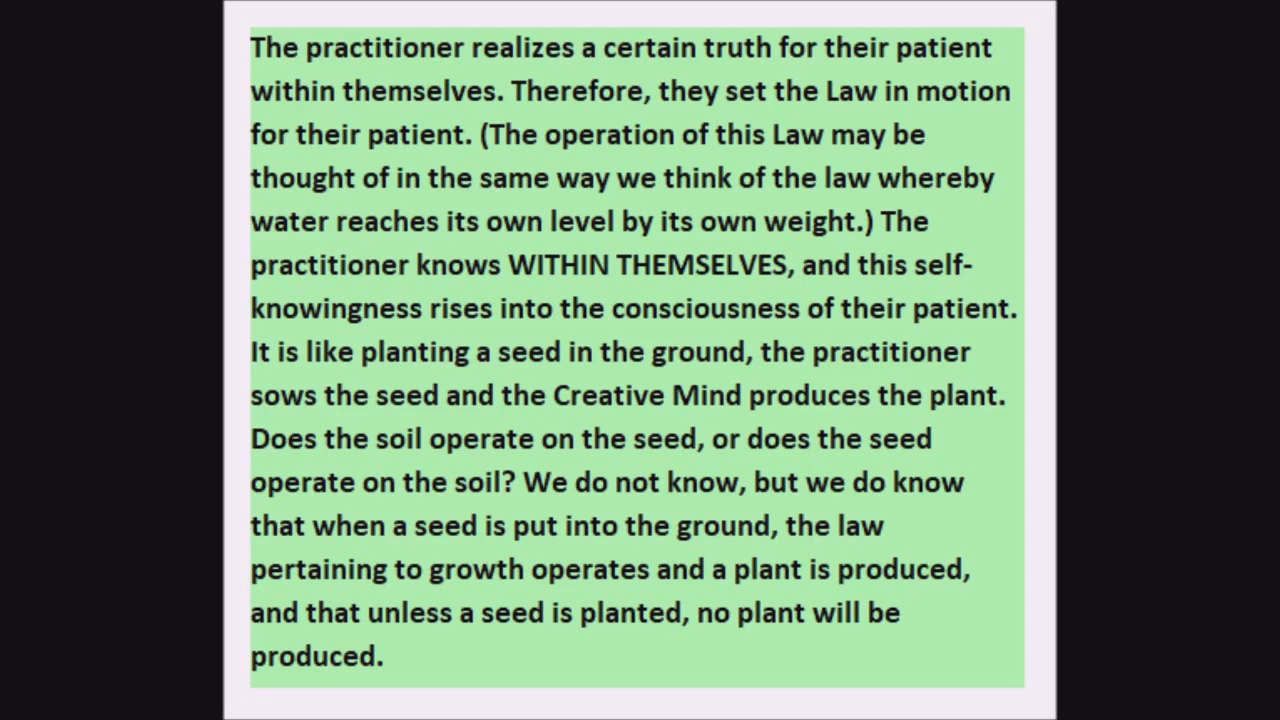 The practitioner realizes a certain truth for their patient
within themselves. Therefore, they set the Law in motion
for their patient. (The operation of this Law may be
thought of in the same way we think of the law whereby
water reaches its own level by its own weight.) The
practitioner knows WITHIN THEMSELVES, and this self-
knowingness rises into the consciousness of their patient.
It is like planting a seed in the ground, the practitioner
sows the seed and the Creative Mind produces the plant.
Does the soil operate on the seed, or does the seed
operate on the soil? We do not know, but we do know
that when a seed is put into the ground, the law
pertaining to growth operates and a plant is produced,
and that unless a seed is planted, no plant will be
produced.